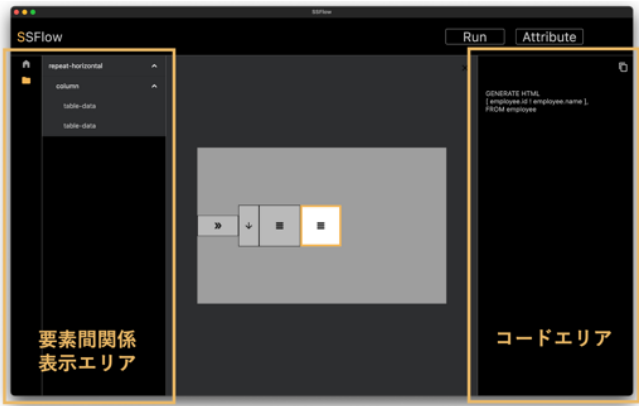 SSFlow
SSFlow
Run
Attribute
repeat-horizontal
column
table-data
table-data
GENERATE HTML
[ employee.id ! employee.name ],
FROM employee
要素間関係
表示エリア
コードエリア